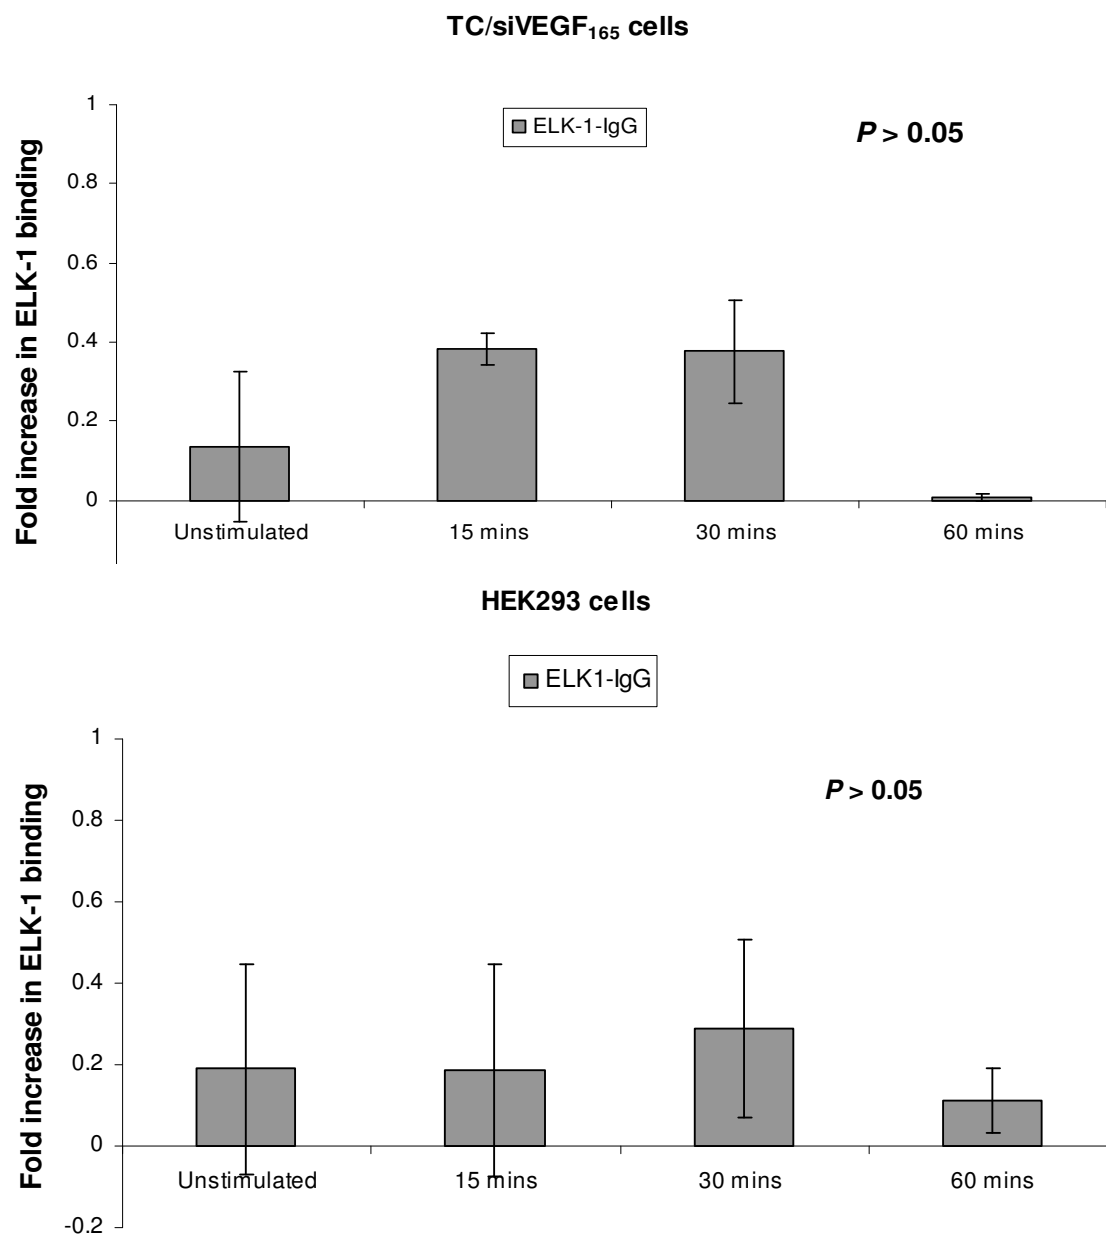 TC/siVEGF₁₆₅ cells
Fold increase in ELK-1 binding
1
0.8
0.6
0.4
0.2
0
ELK-1-IgG
P > 0.05
Unstimulated 15 mins 30 mins 60 mins
HEK293 cells
ELK1-IgG
Fold increase in ELK-1 binding
1
0.8
0.6
0.4
0.2
0
-0.2
P > 0.05
Unstimulated 15 mins 30 mins 60 mins